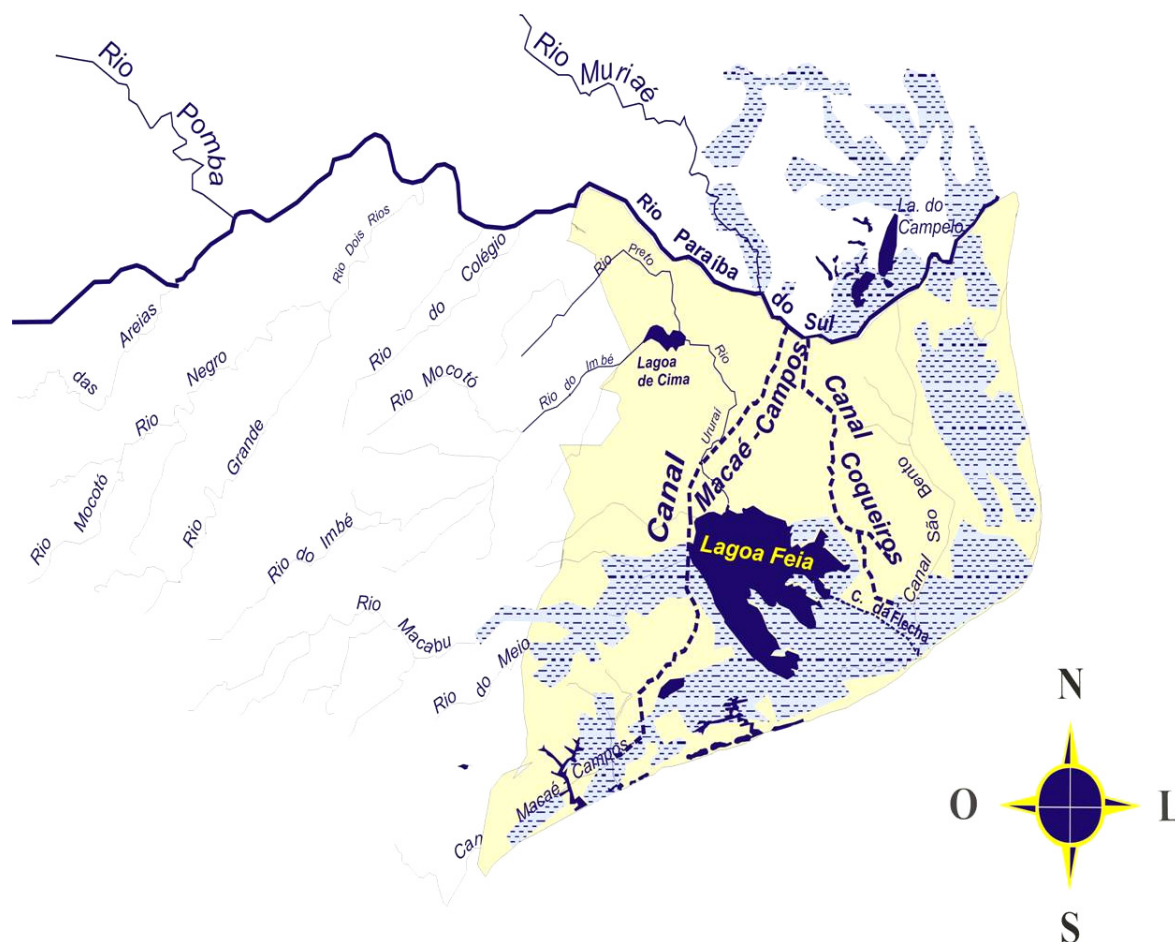 Rio Pomba
Rio Muriaé
La. do
Campelo
Rio Paraíba do Sul
Rio Dois Rios
Rio Preto
Rio do Colégio
das Areias
Rio Negro
Rio Mocotó
Rio Grande
Rio Mocotó
Rio do Imbé
Lagoa
de Cima
Rio Ururaí
Canal
Macaé - Campos
Canal
Coqueiros
Canal São Bento
Lagoa Feia
C. da Flecha
Rio do Imbé
Rio Macabu
Rio do Meio
Can Macaé - Campos
N
O
L
S